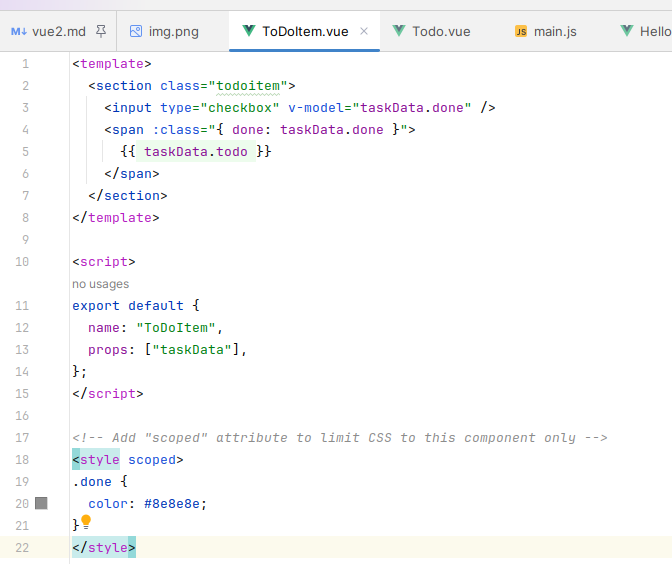 vue2.md img.png ToDoItem.vue Todo.vue JS main.js Hello
1 <template>
2 <section class="todoitem">
3 <input type="checkbox" v-model="taskData.done" />
4 <span :class="{ done: taskData.done }">
5 {{ taskData.todo }}
6 </span>
7 </section>
8 </template>
9
10 <script>
no usages
11 export default {
12 name: "ToDoItem",
13 props: ["taskData"],
14 };
15 </script>
16
17 <!-- Add "scoped" attribute to limit CSS to this component only -->
18 <style scoped>
19 .done {
20 color: #8e8e8e;
21 }
22 </style>